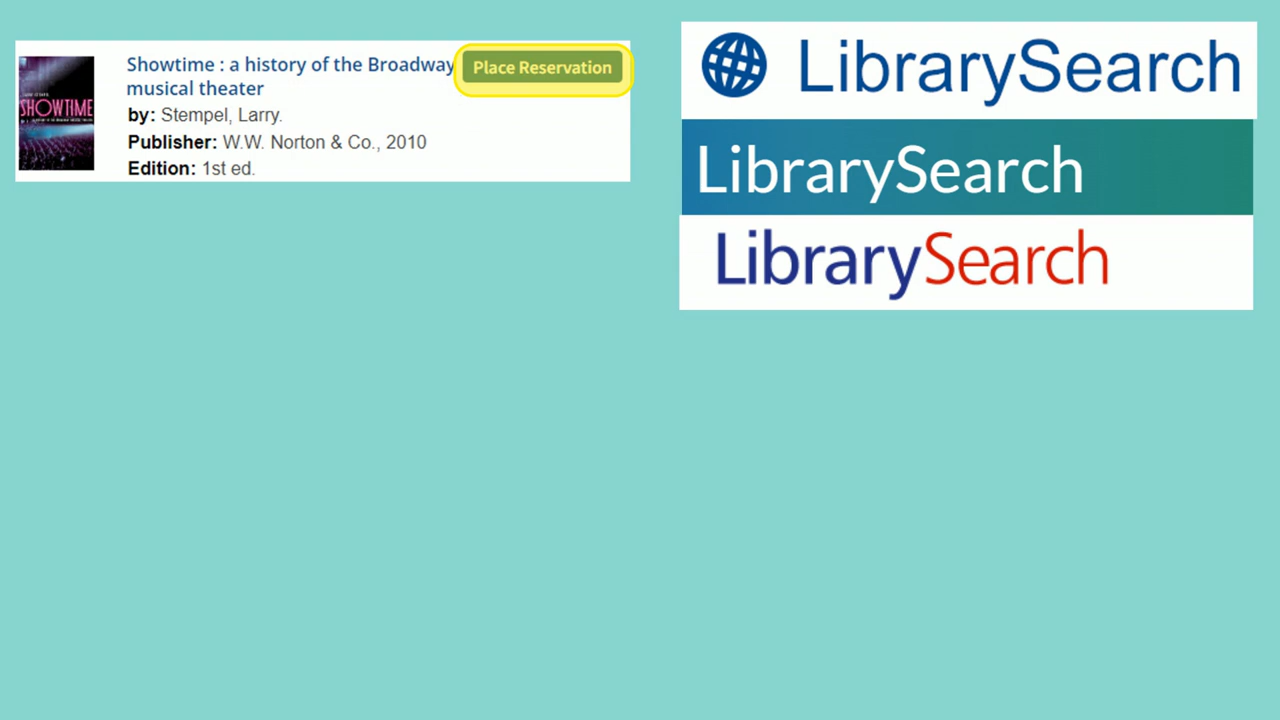 Showtime : a history of the Broadway
musical theater
Place Reservation
by: Stempel, Larry.
Publisher: W.W. Norton & Co., 2010
Edition: 1st ed.
SHOWTIME
LibrarySearch
LibrarySearch
LibrarySearch